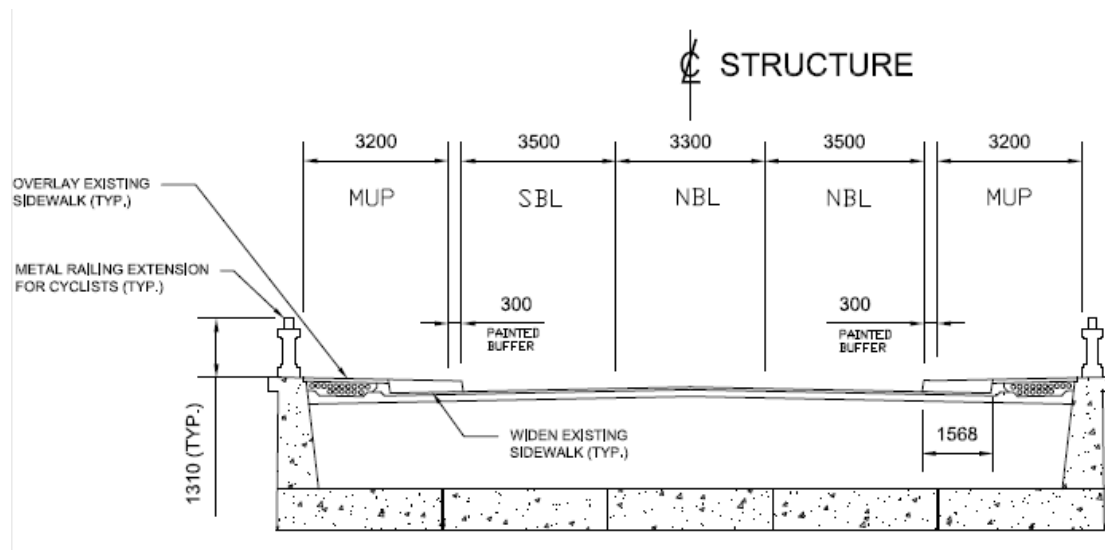 ℄ STRUCTURE
3200
3500
3300
3500
3200
MUP
SBL
NBL
NBL
MUP
OVERLAY EXISTING
SIDEWALK (TYP.)
METAL RAILING EXTENSION
FOR CYCLISTS (TYP.)
300
PAINTED
BUFFER
300
PAINTED
BUFFER
1310 (TYP.)
WIDEN EXISTING
SIDEWALK (TYP.)
1568